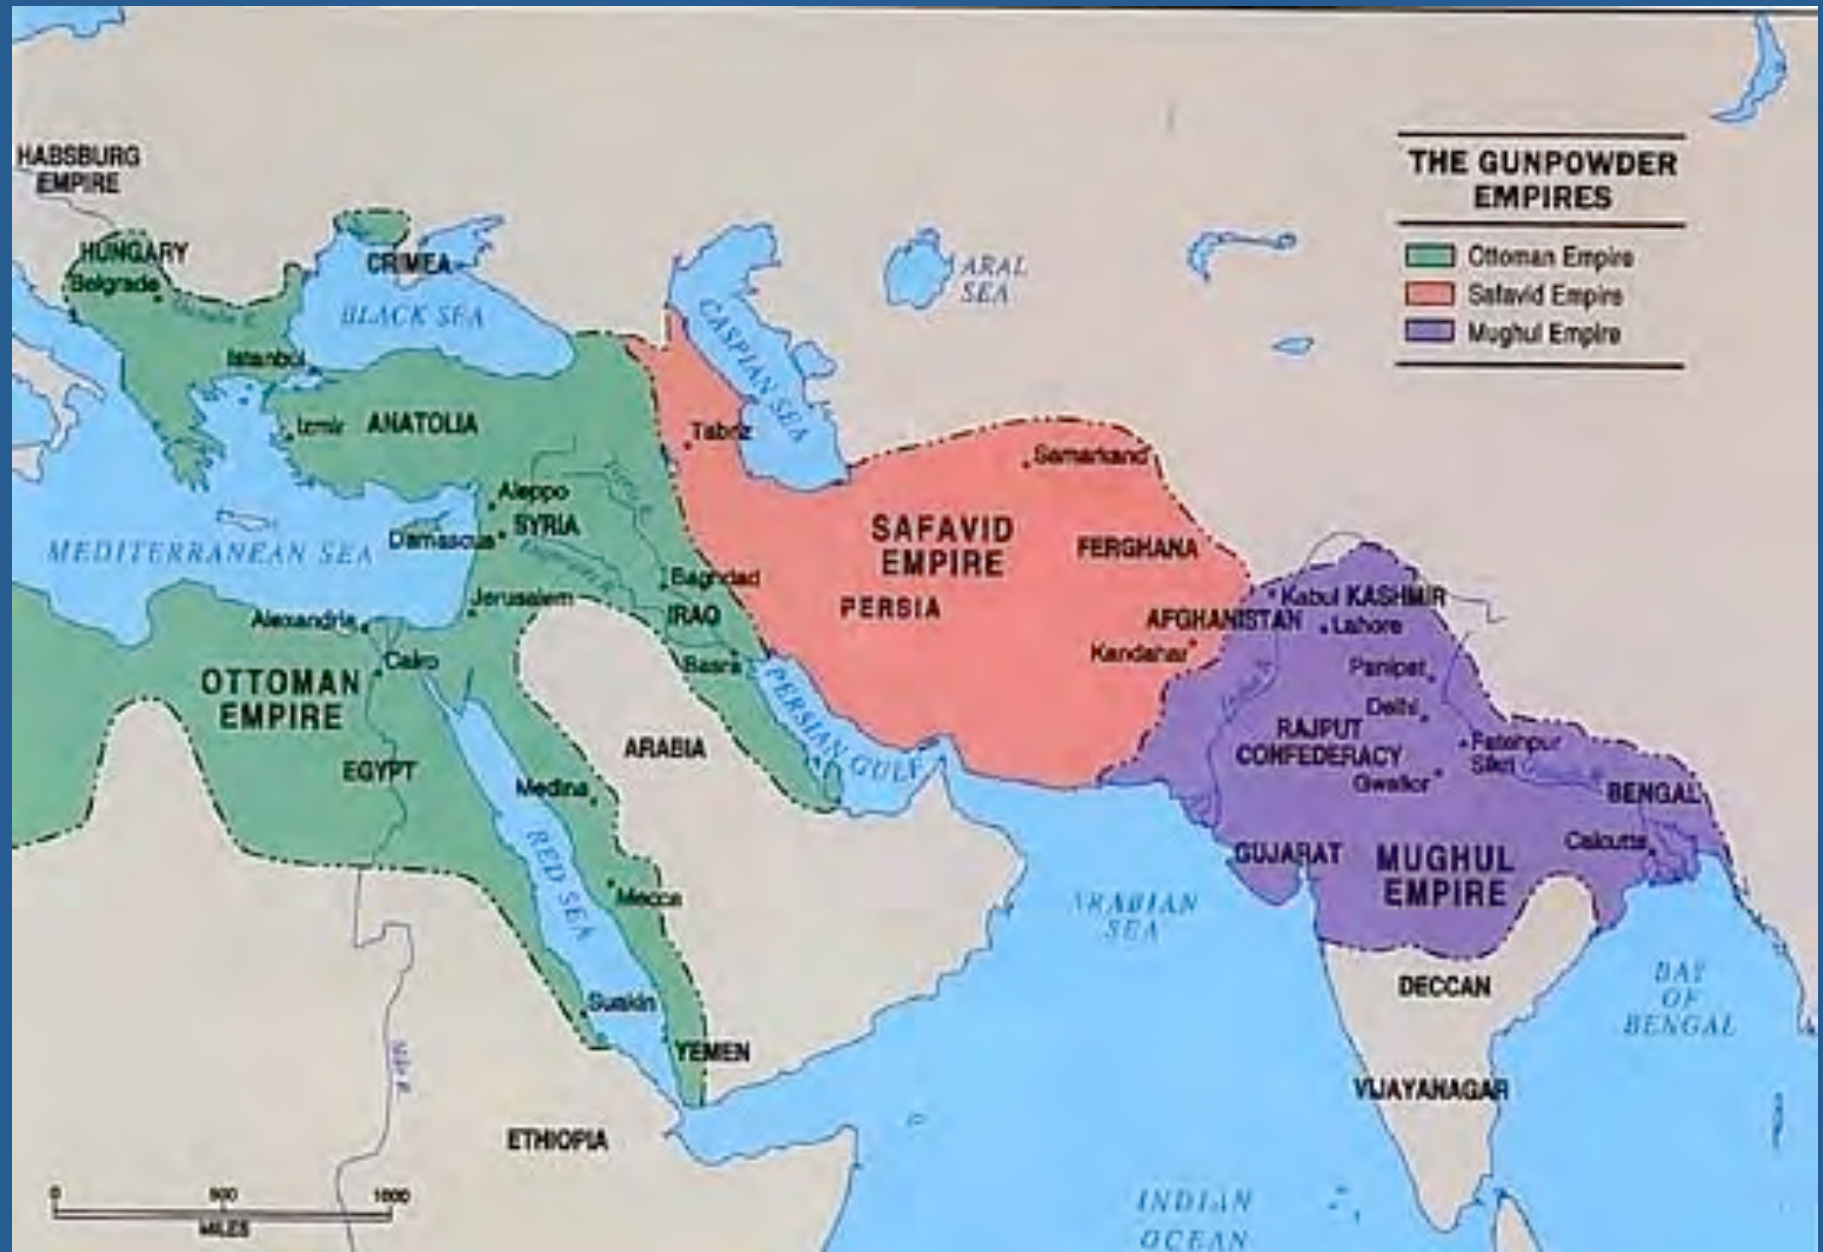 THE GUNPOWDER
EMPIRES
Ottoman Empire
Safavid Empire
Mughul Empire
HABSBURG
EMPIRE
HUNGARY
Belgrade
CRIMEA
BLACK SEA
Istanbul
Izmir
ANATOLIA
CASPIAN SEA
ARAL
SEA
Tabriz
Samarkand
Aleppo
SYRIA
Damascus
MEDITERRANEAN SEA
SAFAVID
EMPIRE
PERSIA
FERGHANA
Baghdad
IRAQ
Jerusalem
Alexandria
Cairo
Basra
OTTOMAN
EMPIRE
EGYPT
ARABIA
PERSIAN GULF
AFGHANISTAN
Kandahar
Kabul
KASHMIR
Lahore
Panipat
Delhi
RAJPUT
CONFEDERACY
Fatehpur
Sikri
Gwalior
BENGAL
Calcutta
GUJARAT
MUGHUL
EMPIRE
Medina
RED SEA
Mecca
ARABIAN
SEA
Suakin
YEMEN
DECCAN
BAY
OF
BENGAL
Nile R.
ETHIOPIA
VIJAYANAGAR
INDIAN
OCEAN
0
500
1000
MILES